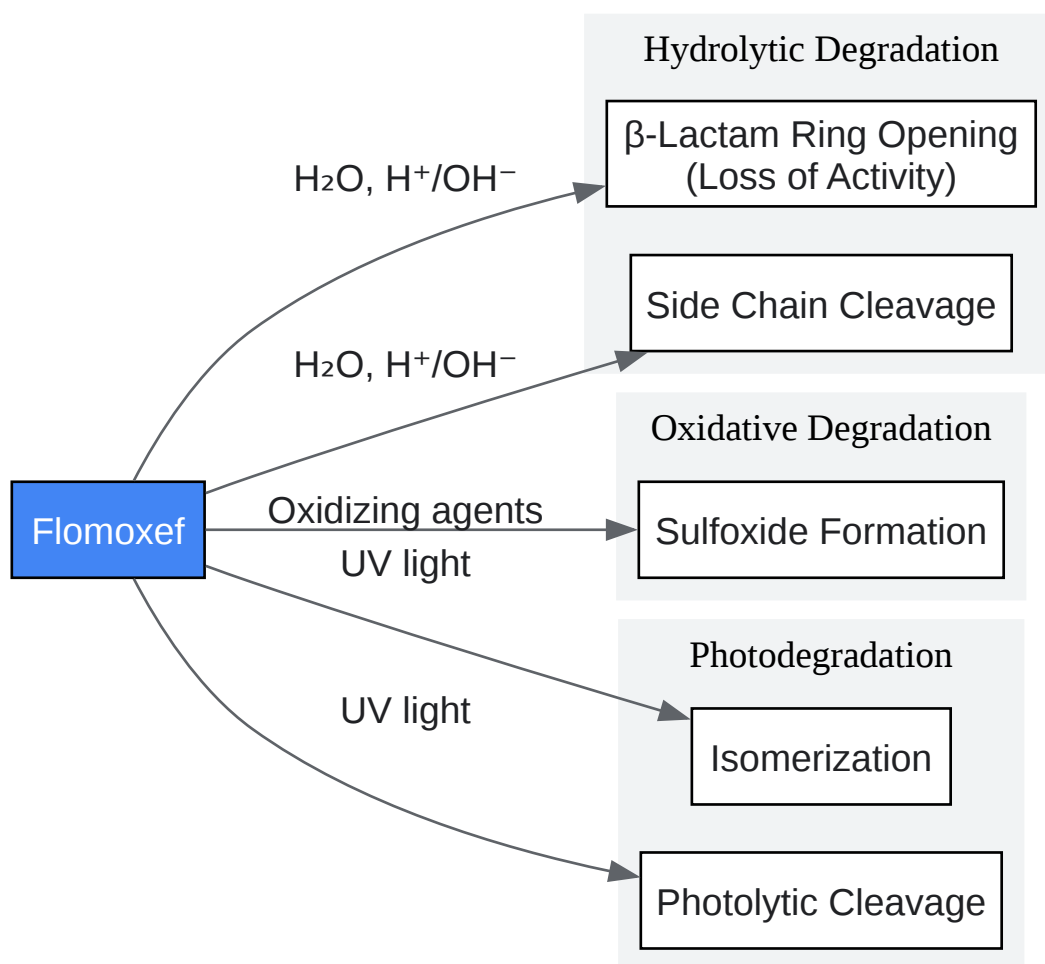 Hydrolytic Degradation
β-Lactam Ring Opening
(Loss of Activity)
H₂O, H⁺/OH⁻
Side Chain Cleavage
H₂O, H⁺/OH⁻
Oxidative Degradation
Flomoxef
Oxidizing agents
Sulfoxide Formation
UV light
Photodegradation
UV light
Isomerization
Photolytic Cleavage